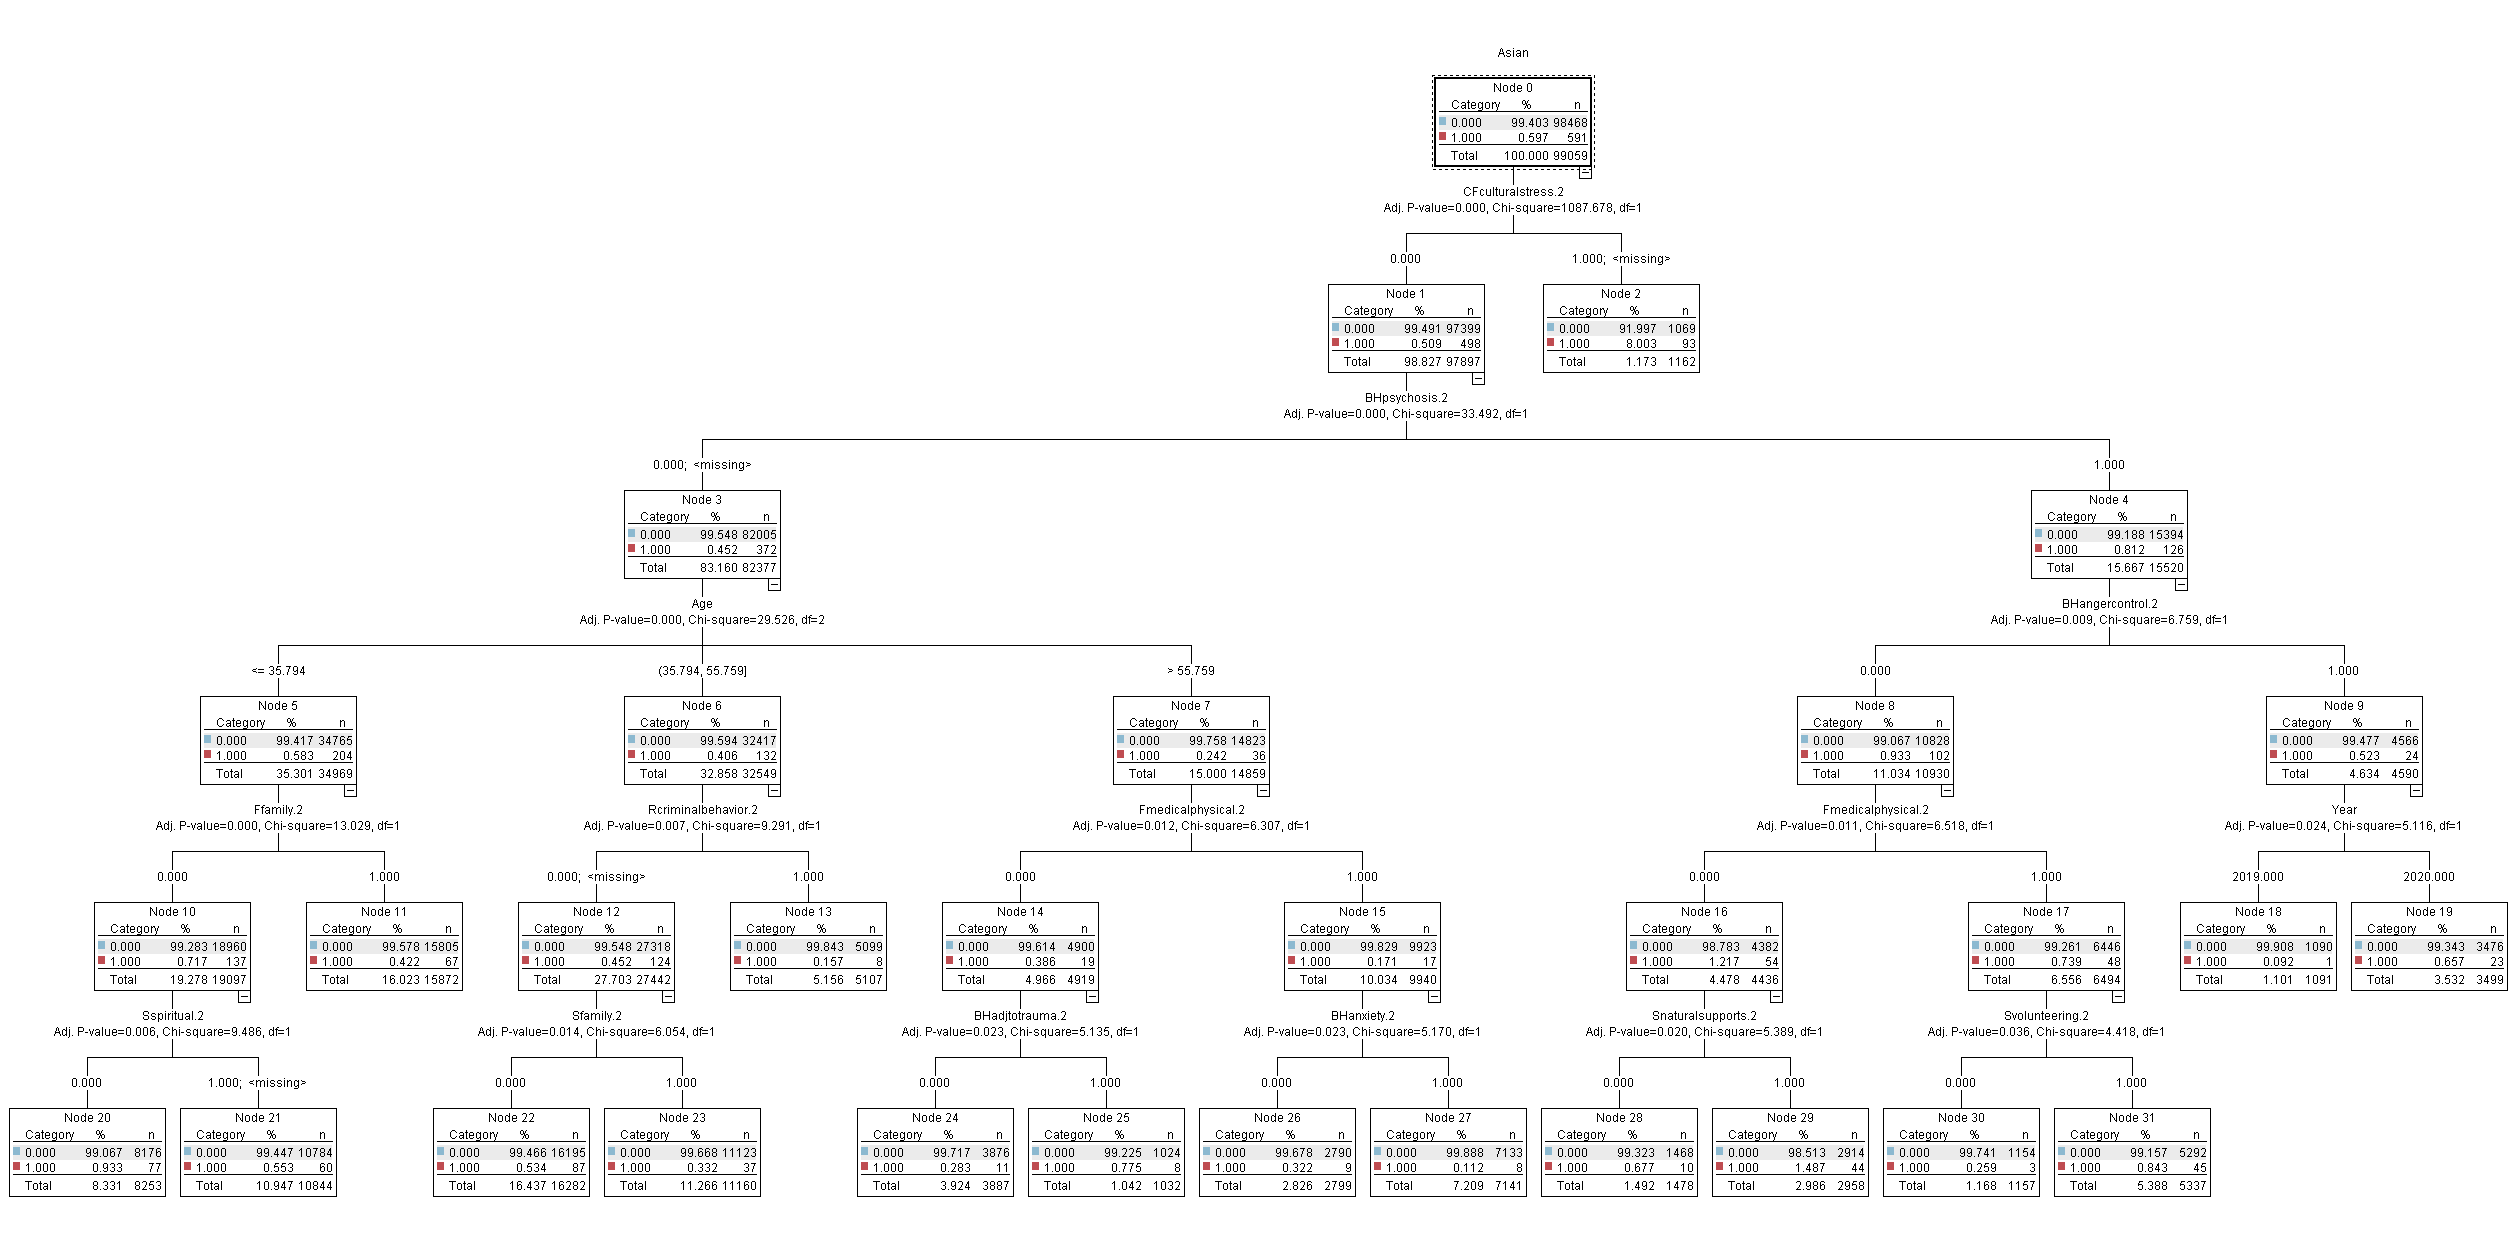 Asian
Node 0
Category % n
0.000 99.403 98468
1.000 0.597 591
Total 100.000 99059
CFculturalstress.2
Adj. P-value=0.000, Chi-square=1087.678, df=1
0.000
1.000; <missing>
Node 1
Category % n
0.000 99.491 97399
1.000 0.509 498
Total 98.827 97897
Node 2
Category % n
0.000 91.997 1069
1.000 8.003 93
Total 1.173 1162
BHpsychosis.2
Adj. P-value=0.000, Chi-square=33.492, df=1
0.000; <missing>
1.000
Node 3
Category % n
0.000 99.548 82005
1.000 0.452 372
Total 83.160 82377
Node 4
Category % n
0.000 99.188 15394
1.000 0.812 126
Total 15.667 15520
Age
Adj. P-value=0.000, Chi-square=29.526, df=2
BHangercontrol.2
Adj. P-value=0.009, Chi-square=6.759, df=1
<= 35.794
(35.794, 55.759]
> 55.759
0.000
1.000
Node 5
Category % n
0.000 99.417 34765
1.000 0.583 204
Total 35.301 34969
Node 6
Category % n
0.000 99.594 32417
1.000 0.406 132
Total 32.858 32549
Node 7
Category % n
0.000 99.758 14823
1.000 0.242 36
Total 15.000 14859
Node 8
Category % n
0.000 99.067 10828
1.000 0.933 102
Total 11.034 10930
Node 9
Category % n
0.000 99.477 4566
1.000 0.523 24
Total 4.634 4590
Ffamily.2
Adj. P-value=0.000, Chi-square=13.029, df=1
Rcriminalbehavior.2
Adj. P-value=0.007, Chi-square=9.291, df=1
Fmedicalphysical.2
Adj. P-value=0.012, Chi-square=6.307, df=1
Fmedicalphysical.2
Adj. P-value=0.011, Chi-square=6.518, df=1
Year
Adj. P-value=0.024, Chi-square=5.116, df=1
0.000
1.000
0.000; <missing>
1.000
0.000
1.000
0.000
1.000
2019.000
2020.000
Node 10
Category % n
0.000 99.283 18960
1.000 0.717 137
Total 19.278 19097
Node 11
Category % n
0.000 99.578 15805
1.000 0.422 67
Total 16.023 15872
Node 12
Category % n
0.000 99.548 27318
1.000 0.452 124
Total 27.703 27442
Node 13
Category % n
0.000 99.843 5099
1.000 0.157 8
Total 5.156 5107
Node 14
Category % n
0.000 99.614 4900
1.000 0.386 19
Total 4.966 4919
Node 15
Category % n
0.000 99.829 9923
1.000 0.171 17
Total 10.034 9940
Node 16
Category % n
0.000 98.783 4382
1.000 1.217 54
Total 4.478 4436
Node 17
Category % n
0.000 99.261 6446
1.000 0.739 48
Total 6.556 6494
Node 18
Category % n
0.000 99.908 1090
1.000 0.092 1
Total 1.101 1091
Node 19
Category % n
0.000 99.343 3476
1.000 0.657 23
Total 3.532 3499
Sspiritual.2
Adj. P-value=0.006, Chi-square=9.486, df=1
Sfamily.2
Adj. P-value=0.014, Chi-square=6.054, df=1
BHadjtotrauma.2
Adj. P-value=0.023, Chi-square=5.135, df=1
BHanxiety.2
Adj. P-value=0.023, Chi-square=5.170, df=1
Snaturalsupports.2
Adj. P-value=0.020, Chi-square=5.389, df=1
Svolunteering.2
Adj. P-value=0.036, Chi-square=4.418, df=1
0.000
1.000; <missing>
0.000
1.000
0.000
1.000
0.000
1.000
0.000
1.000
0.000
1.000
Node 20
Category % n
0.000 99.067 8176
1.000 0.933 77
Total 8.331 8253
Node 21
Category % n
0.000 99.447 10784
1.000 0.553 60
Total 10.947 10844
Node 22
Category % n
0.000 99.466 16195
1.000 0.534 87
Total 16.437 16282
Node 23
Category % n
0.000 99.668 11123
1.000 0.332 37
Total 11.266 11160
Node 24
Category % n
0.000 99.717 3876
1.000 0.283 11
Total 3.924 3887
Node 25
Category % n
0.000 99.225 1024
1.000 0.775 8
Total 1.042 1032
Node 26
Category % n
0.000 99.678 2790
1.000 0.322 9
Total 2.826 2799
Node 27
Category % n
0.000 99.888 7133
1.000 0.112 8
Total 7.209 7141
Node 28
Category % n
0.000 99.323 1468
1.000 0.677 10
Total 1.492 1478
Node 29
Category % n
0.000 98.513 2914
1.000 1.487 44
Total 2.986 2958
Node 30
Category % n
0.000 99.741 1154
1.000 0.259 3
Total 1.168 1157
Node 31
Category % n
0.000 99.157 5292
1.000 0.843 45
Total 5.388 5337